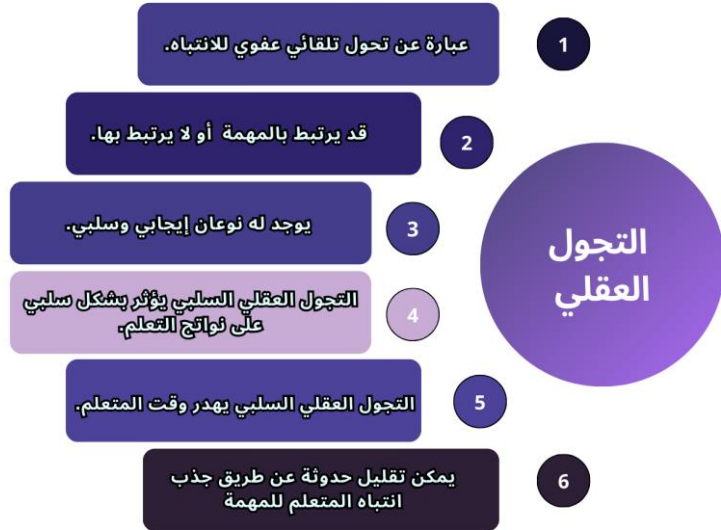 التجول
العقلي
1
عبارة عن تحول تلقائي عفوي للانتباه.
2
قد يرتبط بالمهمة أو لا يرتبط بها.
3
يوجد له نوعان إيجابي وسلبي.
4
التجول العقلي السلبي يؤثر بشكل سلبي
على نواتج التعلم.
5
التجول العقلي السلبي يهدر وقت المتعلم.
6
يمكن تقليل حدوثة عن طريق جذب
انتباه المتعلم للمهمة